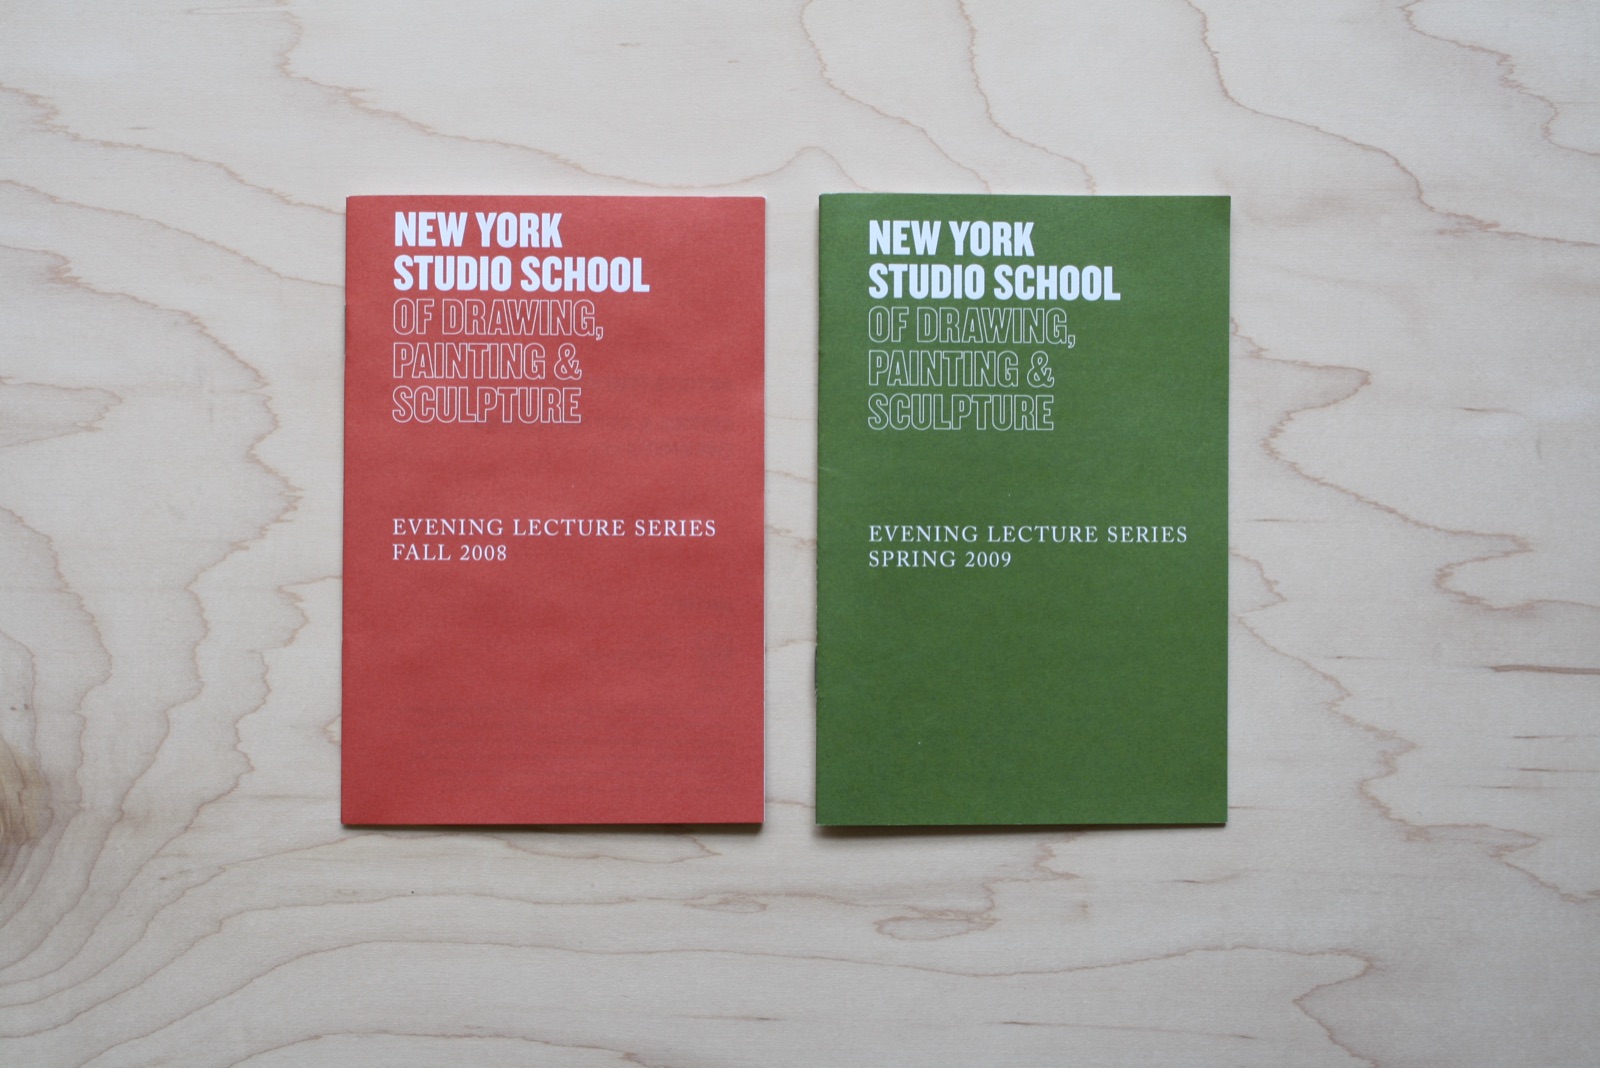 NEW YORK
STUDIO SCHOOL
OF DRAWING,
PAINTING &
SCULPTURE
EVENING LECTURE SERIES
FALL 2008
NEW YORK
STUDIO SCHOOL
OF DRAWING,
PAINTING &
SCULPTURE
EVENING LECTURE SERIES
SPRING 2009